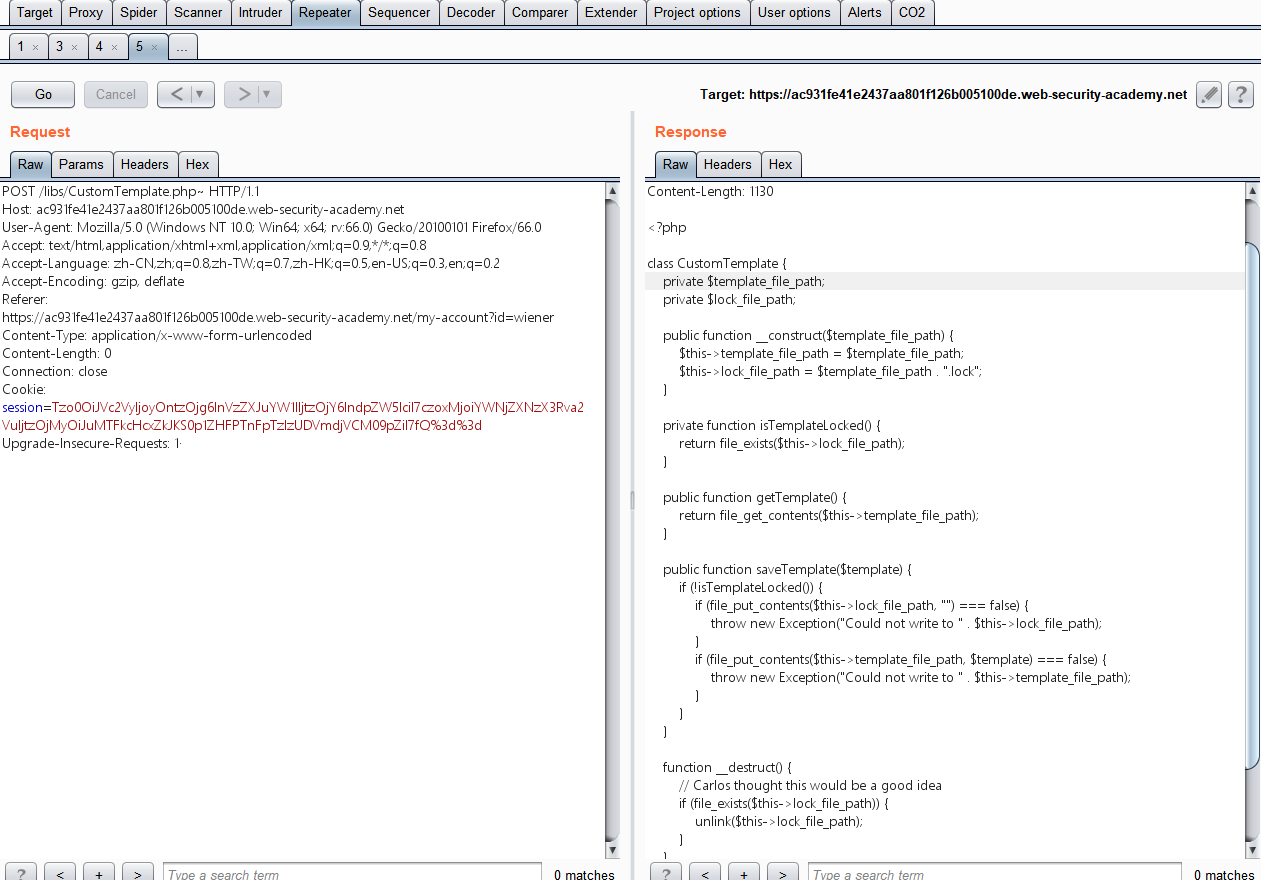 Target Proxy Spider Scanner Intruder Repeater Sequencer Decoder Comparer Extender Project options User options Alerts CO2
1 × 3 × 4 × 5 × ...
Go Cancel < ▼ > ▼ Target: https://ac931fe41e2437aa801f126b005100de.web-security-academy.net ?
Request
Raw Params Headers Hex
POST /libs/CustomTemplate.php~ HTTP/1.1
Host: ac931fe41e2437aa801f126b005100de.web-security-academy.net
User-Agent: Mozilla/5.0 (Windows NT 10.0; Win64; x64; rv:66.0) Gecko/20100101 Firefox/66.0
Accept: text/html,application/xhtml+xml,application/xml;q=0.9,*/*;q=0.8
Accept-Language: zh-CN,zh;q=0.8,zh-TW;q=0.7,zh-HK;q=0.5,en-US;q=0.3,en;q=0.2
Accept-Encoding: gzip, deflate
Referer:
https://ac931fe41e2437aa801f126b005100de.web-security-academy.net/my-account?id=wiener
Content-Type: application/x-www-form-urlencoded
Content-Length: 0
Connection: close
Cookie:
Upgrade-Insecure-Requests: 1
? < + > Type a search term 0 matches
Response
Raw Headers Hex
Content-Length: 1130
<?php
class CustomTemplate {
private $template_file_path;
private $lock_file_path;
public function __construct($template_file_path) {
$this->template_file_path = $template_file_path;
$this->lock_file_path = $template_file_path . ".lock";
}
private function isTemplateLocked() {
return file_exists($this->lock_file_path);
}
public function getTemplate() {
return file_get_contents($this->template_file_path);
}
public function saveTemplate($template) {
if (!isTemplateLocked()) {
if (file_put_contents($this->lock_file_path, "") === false) {
throw new Exception("Could not write to " . $this->lock_file_path);
}
if (file_put_contents($this->template_file_path, $template) === false) {
throw new Exception("Could not write to " . $this->template_file_path);
}
}
}
function __destruct() {
// Carlos thought this would be a good idea
if (file_exists($this->lock_file_path)) {
unlink($this->lock_file_path);
}
}
? < + > Type a search term 0 matches